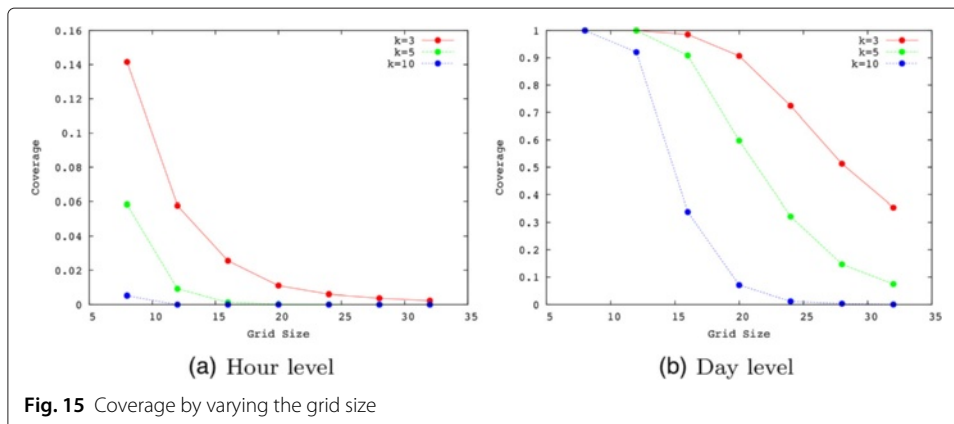 0.16
0.14
0.12
0.1
0.08
0.06
0.04
0.02
0
Coverage
k=3
k=5
k=10
5 10 15 20 25 30 35
Grid Size
(a) Hour level
1
0.9
0.8
0.7
0.6
0.5
0.4
0.3
0.2
0.1
0
Coverage
k=3
k=5
k=10
5 10 15 20 25 30 35
Grid Size
(b) Day level
Fig. 15 Coverage by varying the grid size